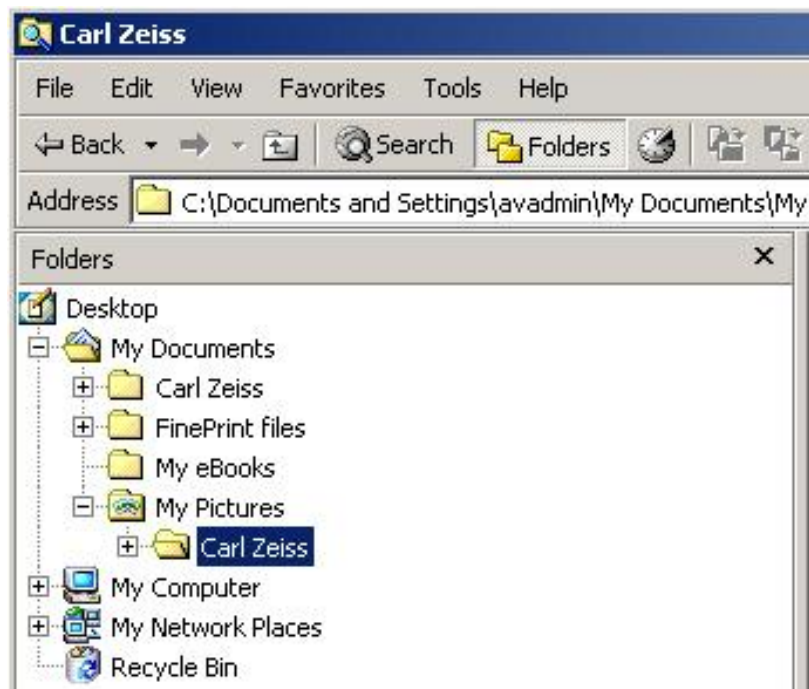 Carl Zeiss
File Edit View Favorites Tools Help
Back Search Folders
Address C:\Documents and Settings\avadmin\My Documents\My
Folders
Desktop
My Documents
Carl Zeiss
FinePrint files
My eBooks
My Pictures
Carl Zeiss
My Computer
My Network Places
Recycle Bin